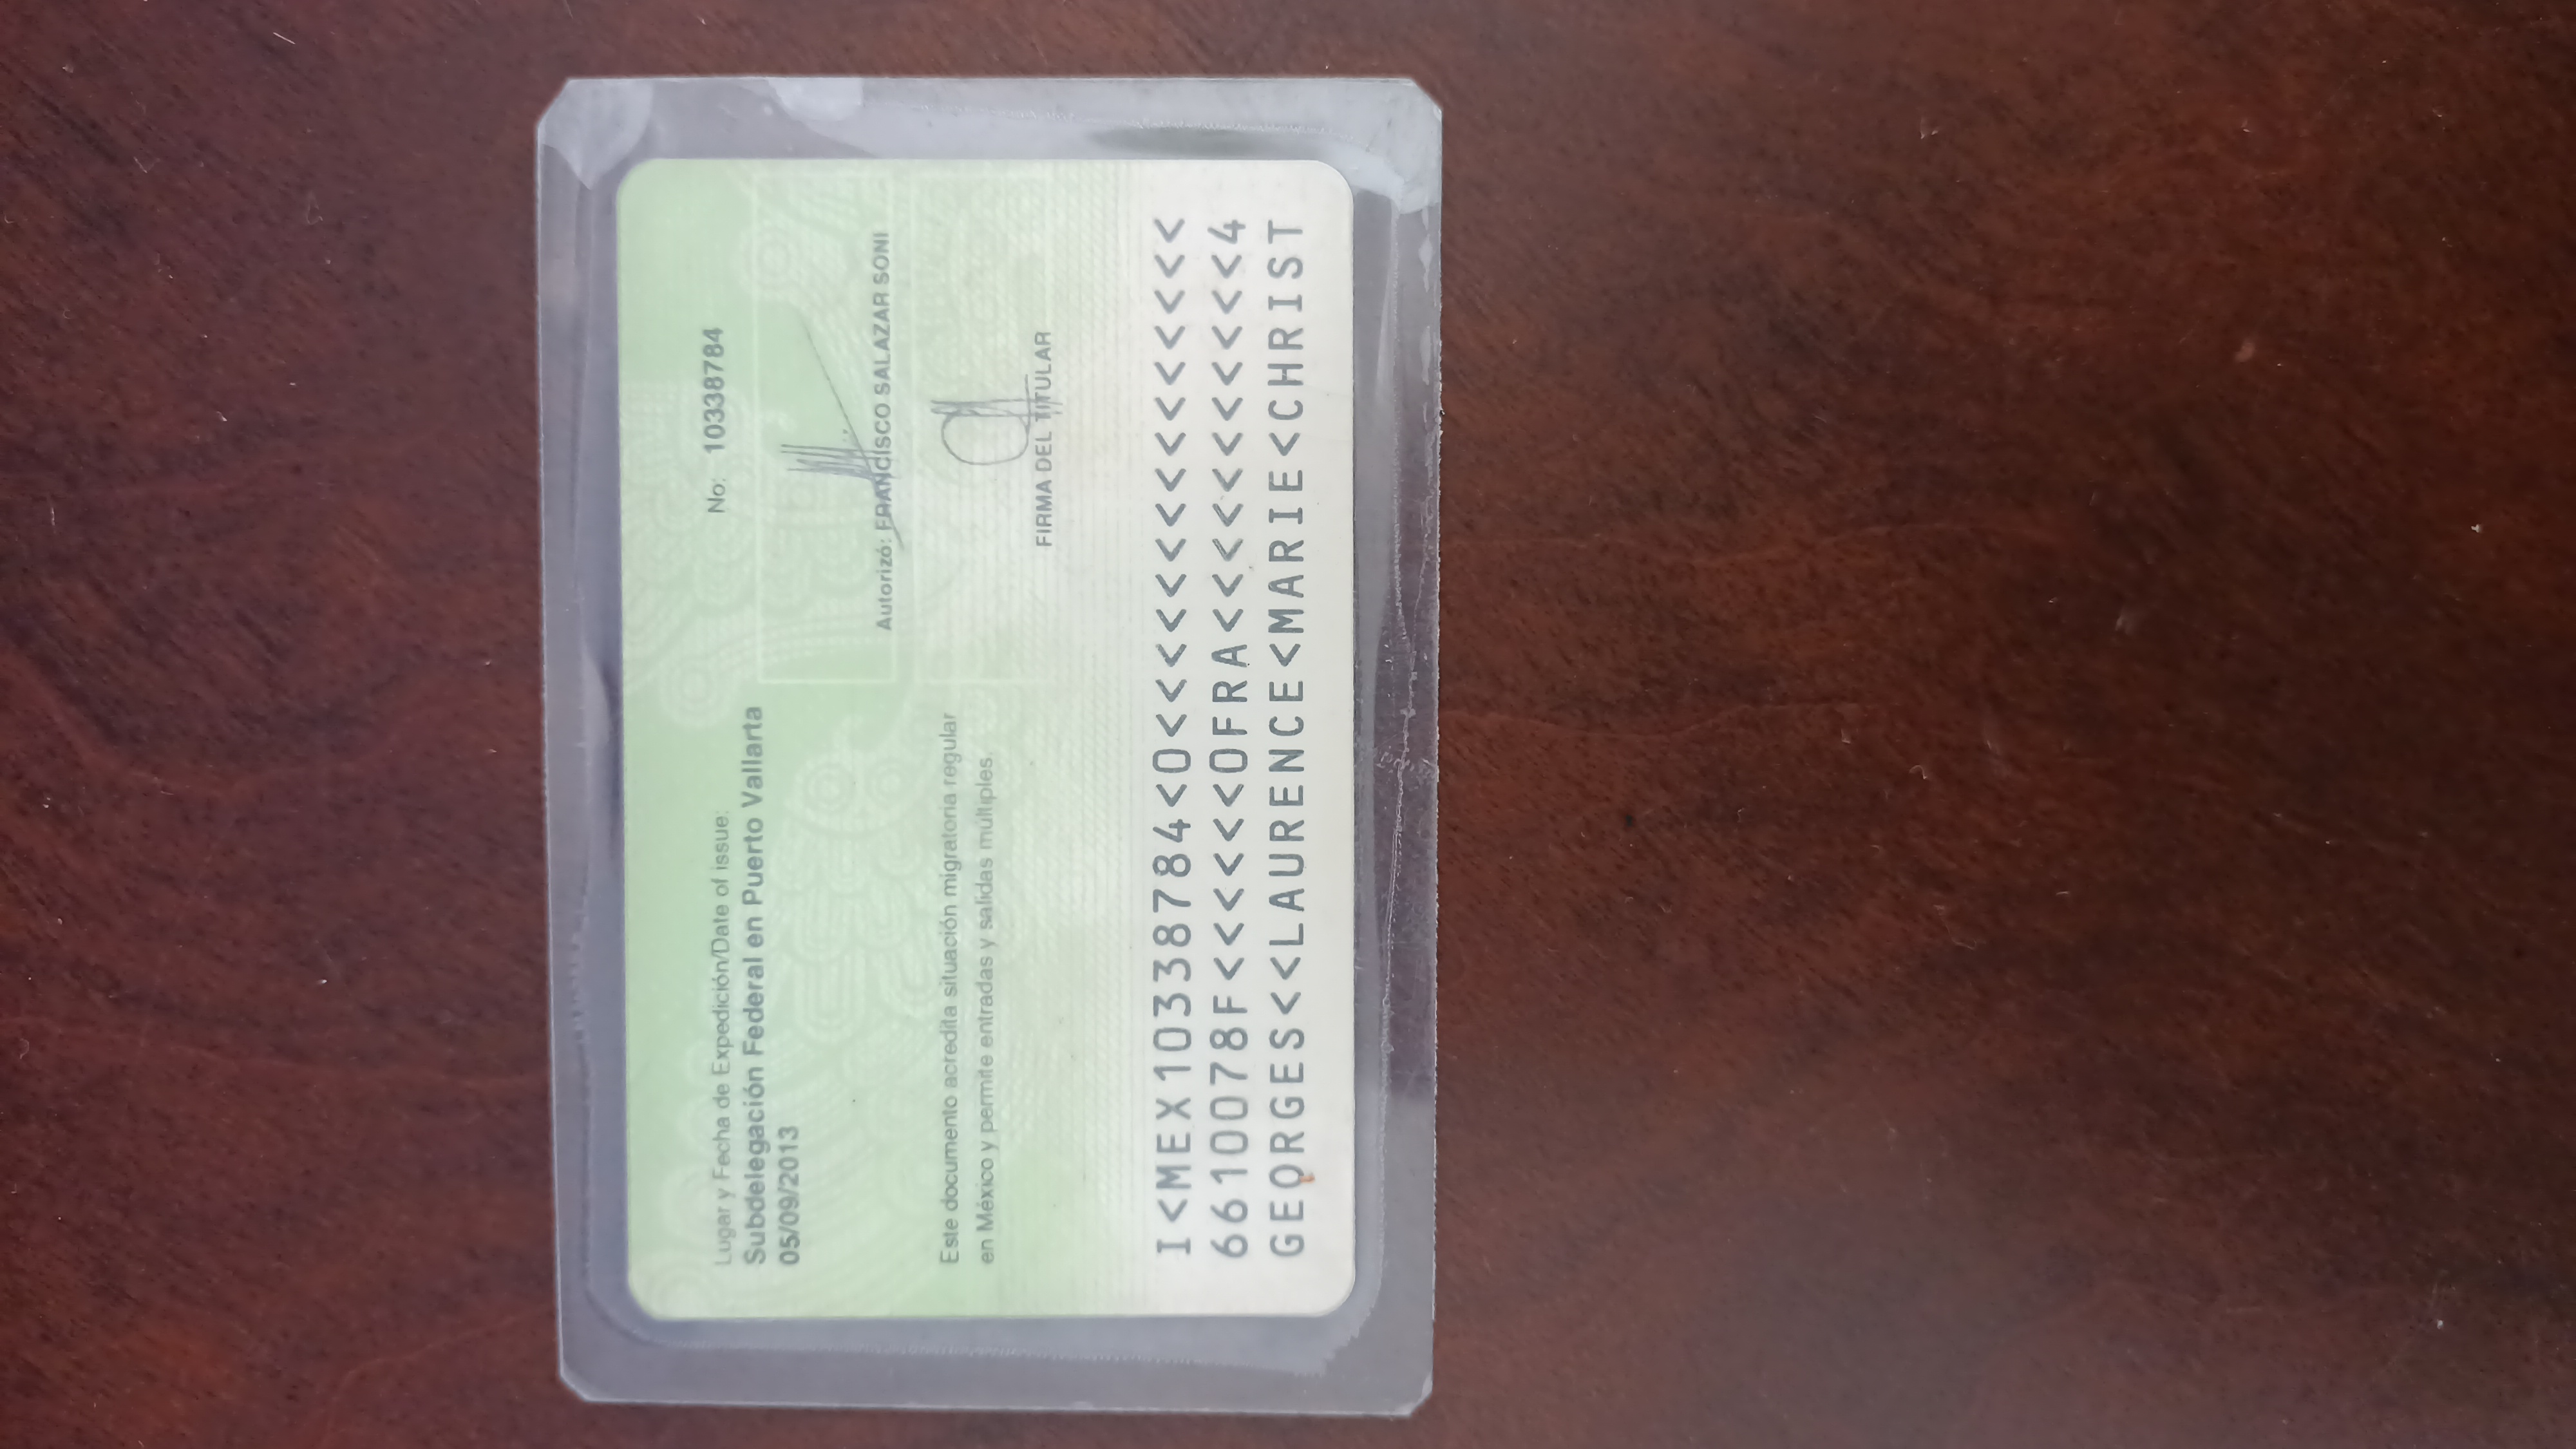 Lugar y Fecha de Expedición/Date of issue:
Subdelegación Federal en Puerto Vallarta
05/09/2013
No: 10338784
Autorizó: FRANCISCO SALAZAR SONI
Este documento acredita situación migratoria regular
en México y permite entradas y salidas múltiples.
FIRMA DEL TITULAR
I<MEX10338784<0<<<<<<<<<<<<<<<
6610078F<<<<<<0FRA<<<<<<<<<<<4
GEORGES<<LAURENCE<MARIE<CHRIST